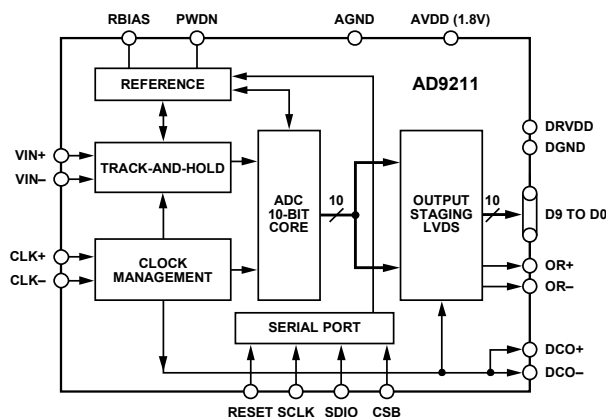 RBIAS PWDN AGND AVDD (1.8V)
REFERENCE
AD9211
DRVDD
DGND
VIN+
VIN–
TRACK-AND-HOLD
ADC
10-BIT
CORE
10
OUTPUT
STAGING
LVDS
10
D9 TO D0
CLK+
CLK–
CLOCK
MANAGEMENT
OR+
OR–
SERIAL PORT
DCO+
DCO–
RESET SCLK SDIO CSB